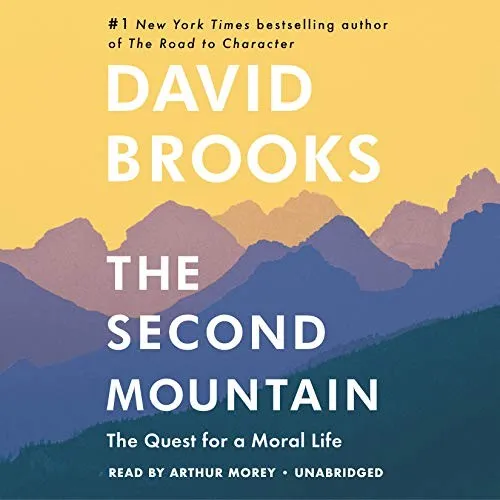 #1 New York Times bestselling author
of The Road to Character
DAVID
BROOKS
THE
SECOND
MOUNTAIN
The Quest for a Moral Life
READ BY ARTHUR MOREY • UNABRIDGED